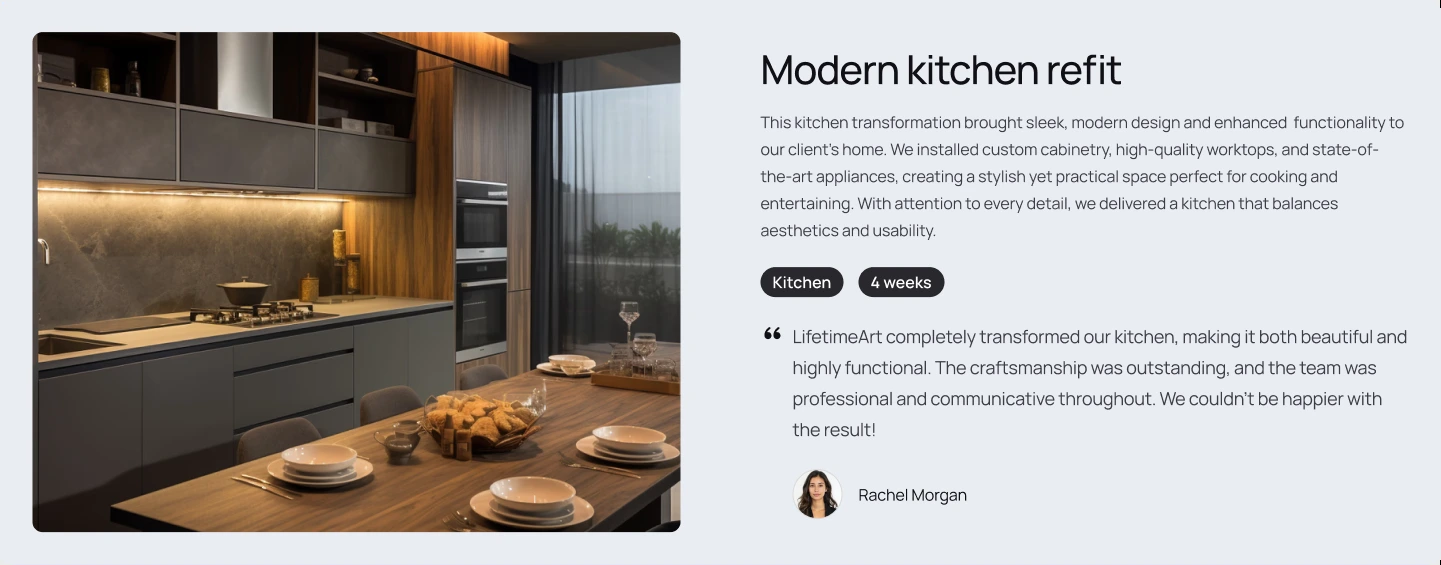 Modern kitchen refit
This kitchen transformation brought sleek, modern design and enhanced  functionality to
our client's home. We installed custom cabinetry, high-quality worktops, and state-of-
the-art appliances, creating a stylish yet practical space perfect for cooking and
entertaining. With attention to every detail, we delivered a kitchen that balances
aesthetics and usability.
Kitchen
4 weeks
“ LifetimeArt completely transformed our kitchen, making it both beautiful and
highly functional. The craftsmanship was outstanding, and the team was
professional and communicative throughout. We couldn't be happier with
the result!
Rachel Morgan